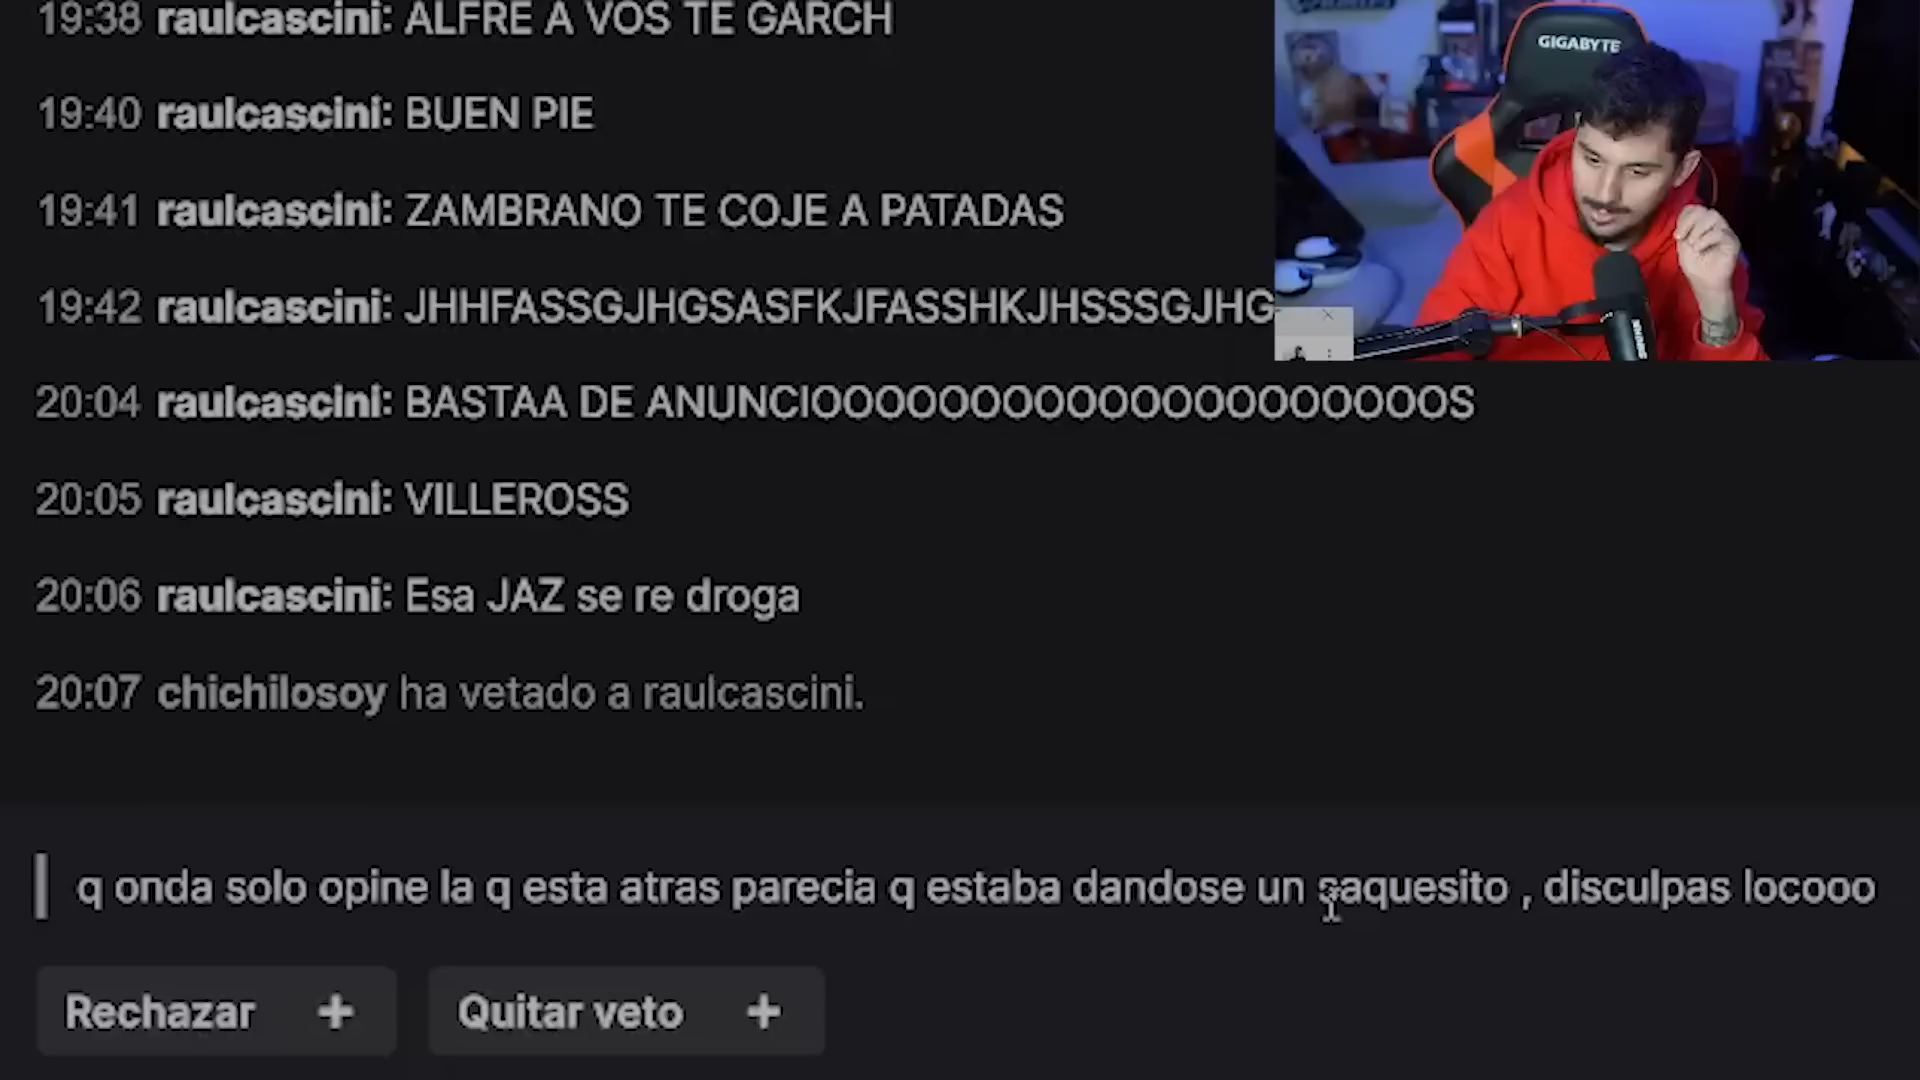 19:38 raulcascini: ALFRE A VOS TE GARCH
GIGABYTE
19:40 raulcascini: BUEN PIE
19:41 raulcascini: ZAMBRANO TE COJE A PATADAS
19:42 raulcascini: JHHFASSGJHGSASFKJFASSHKJHSSSGJHG
20:04 raulcascini: BASTAA DE ANUNCIOOOOOOOOOOOOOOOOOOOOOS
20:05 raulcascini: VILLEROSS
20:06 raulcascini: Esa JAZ se re droga
20:07 chichilosoy ha vetado a raulcascini.
q onda solo opine la q esta atras parecia q estaba dandose un saquesito , disculpas locooo
Rechazar + Quitar veto +